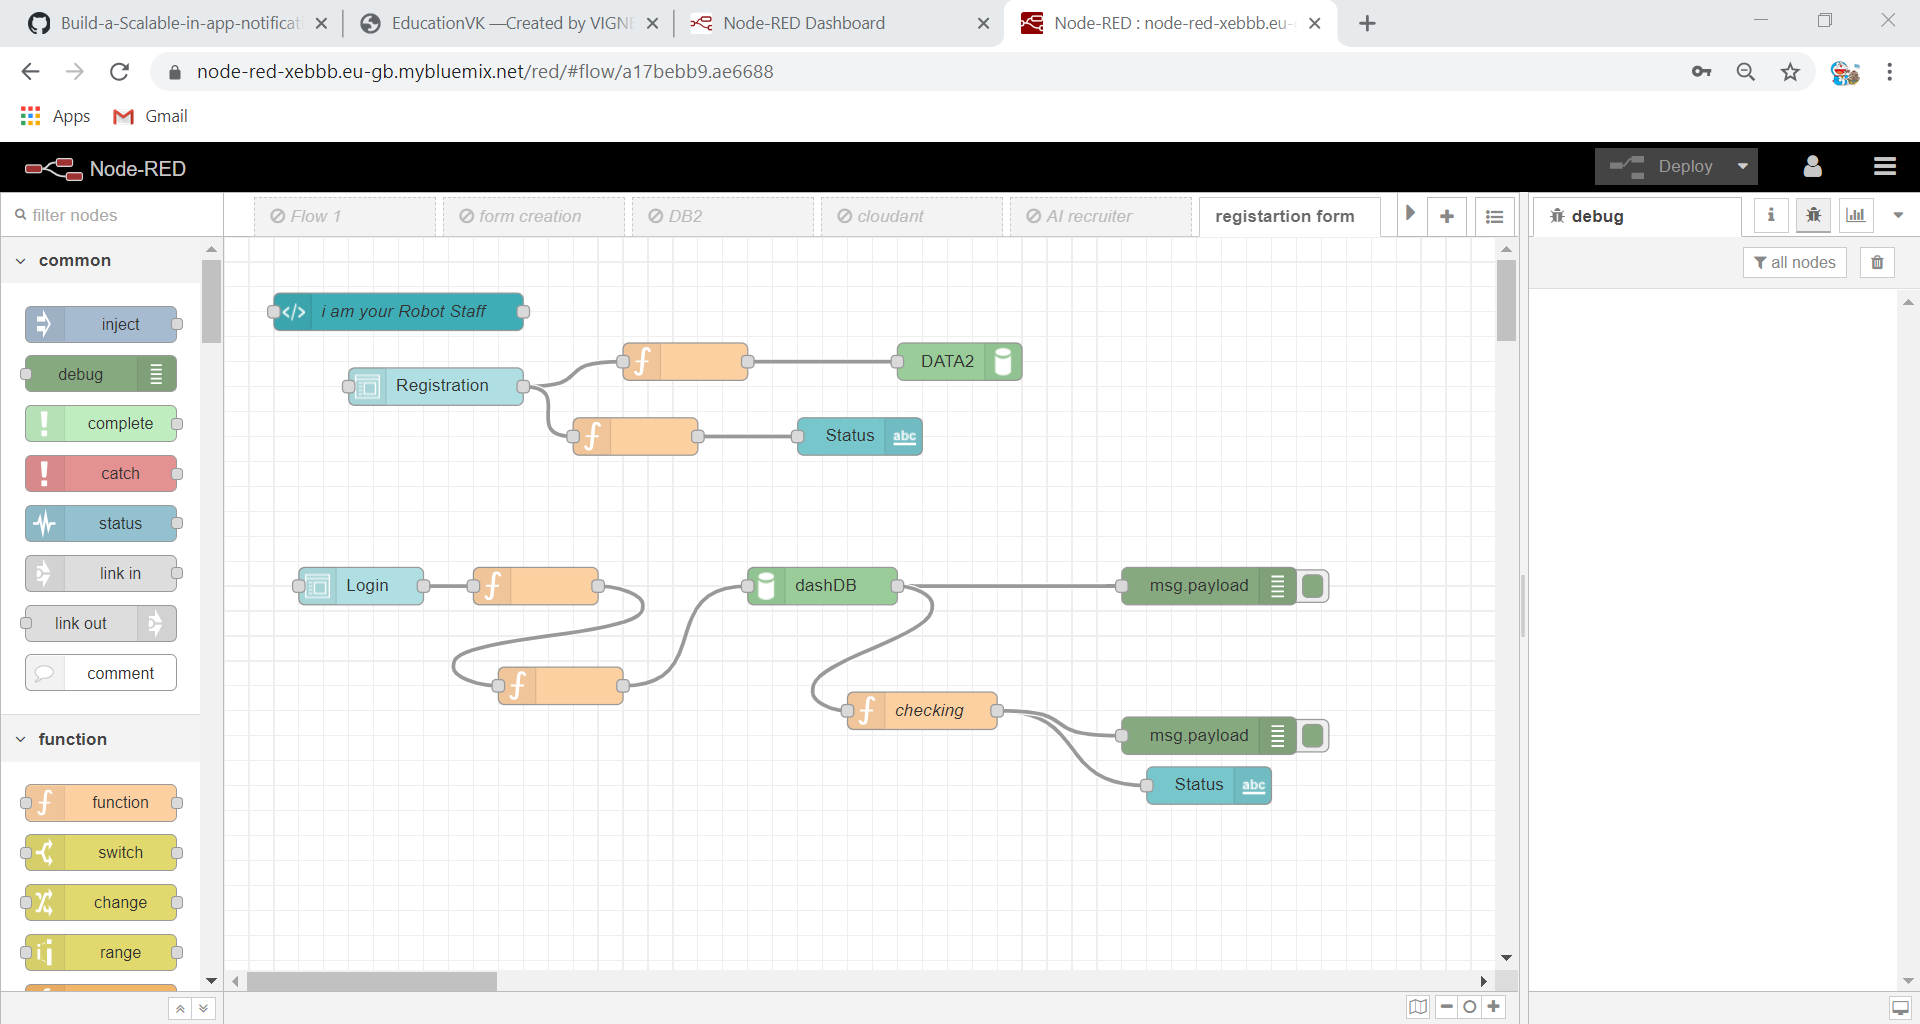 Build-a-Scalable-in-app-notificat
EducationVK —Created by VIGNE
Node-RED Dashboard
Node-RED : node-red-xebbb.eu-
node-red-xebbb.eu-gb.mybluemix.net/red/#flow/a17bebb9.ae6688
Apps
Gmail
Node-RED
Deploy
filter nodes
Flow 1
form creation
DB2
cloudant
AI recruiter
registartion form
debug
all nodes
common
inject
debug
complete
catch
status
link in
link out
comment
function
function
switch
change
range
i am your Robot Staff
Registration
DATA2
Status
abc
Login
dashDB
msg.payload
checking
msg.payload
Status
abc